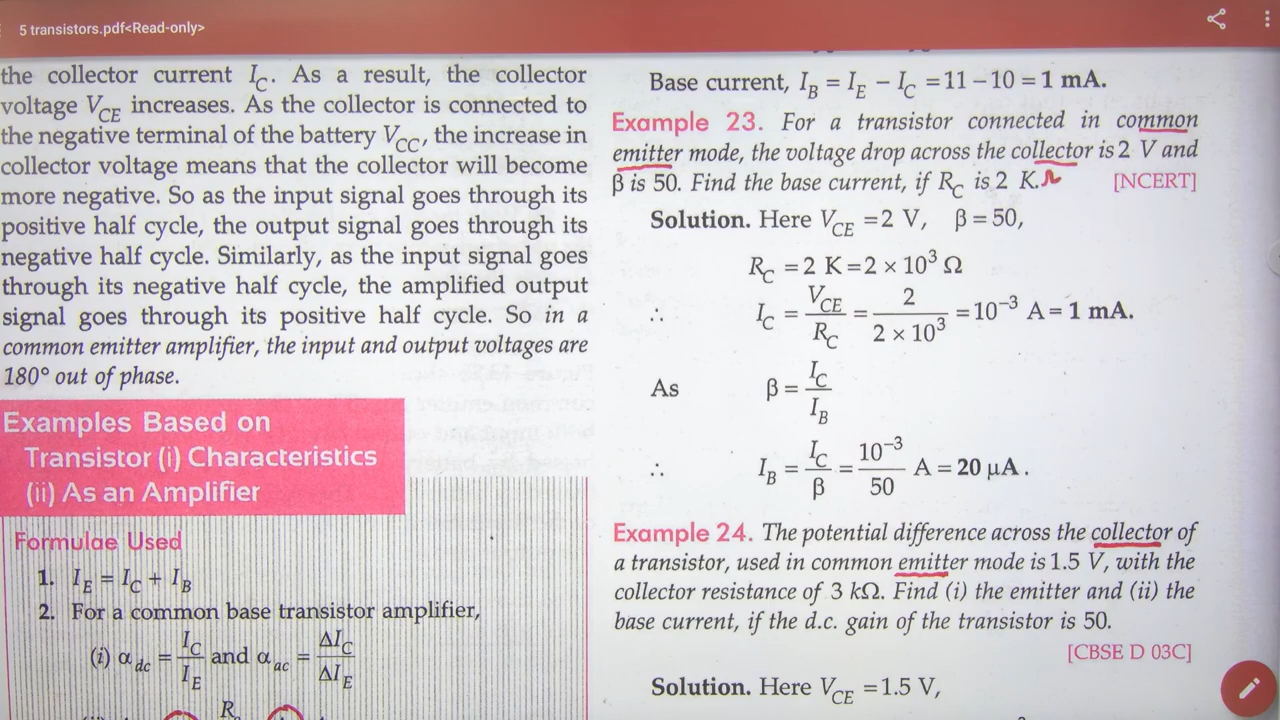 5 transistors.pdf<Read-only>
the collector current I_C. As a result, the collector
voltage V_CE increases. As the collector is connected to
the negative terminal of the battery V_CC, the increase in
collector voltage means that the collector will become
more negative. So as the input signal goes through its
positive half cycle, the output signal goes through its
negative half cycle. Similarly, as the input signal goes
through its negative half cycle, the amplified output
signal goes through its positive half cycle. So in a
common emitter amplifier, the input and output voltages are
180° out of phase.
Examples Based on
Transistor (i) Characteristics
(ii) As an Amplifier
Formulae Used
1. I_E = I_C + I_B
2. For a common base transistor amplifier,
(i) α_dc = I_C / I_E and α_ac = ΔI_C / ΔI_E
Base current, I_B = I_E − I_C = 11 − 10 = 1 mA.
Example 23. For a transistor connected in common
emitter mode, the voltage drop across the collector is 2 V and
β is 50. Find the base current, if R_C is 2 K. [NCERT]
Solution. Here V_CE = 2 V, β = 50,
R_C = 2 K = 2 × 10³ Ω
∴ I_C = V_CE / R_C = 2 / 2 × 10³ = 10⁻³ A = 1 mA.
As β = I_C / I_B
∴ I_B = I_C / β = 10⁻³ / 50 A = 20 μA.
Example 24. The potential difference across the collector of
a transistor, used in common emitter mode is 1.5 V, with the
collector resistance of 3 kΩ. Find (i) the emitter and (ii) the
base current, if the d.c. gain of the transistor is 50.
[CBSE D 03C]
Solution. Here V_CE = 1.5 V,